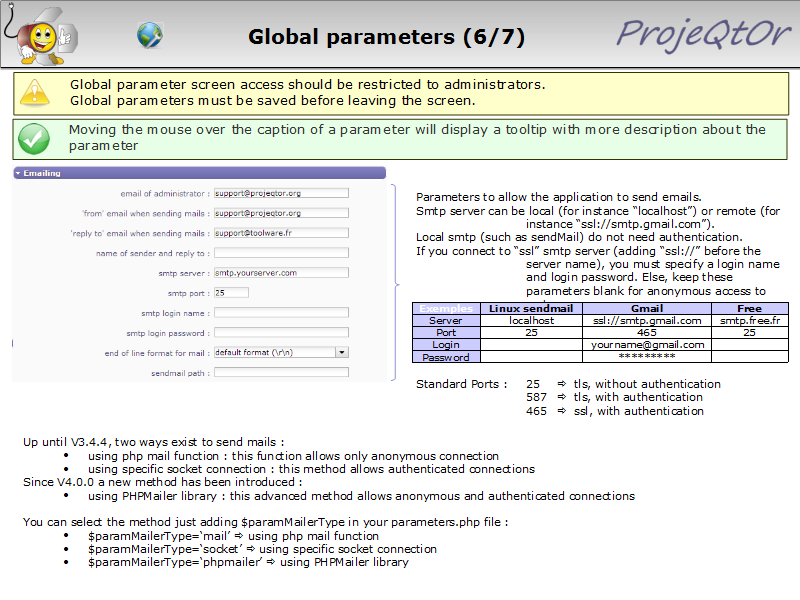 Global parameters (6/7)
ProjeQtOr
Global parameter screen access should be restricted to administrators.
Global parameters must be saved before leaving the screen.
Moving the mouse over the caption of a parameter will display a tooltip with more description about the
parameter
Emailing
email of administrator : support@projeqtor.org
'from' email when sending mails : support@projeqtor.org
'reply to' email when sending mails : support@toolware.fr
name of sender and reply to :
smtp server : smtp.yourserver.com
smtp port : 25
smtp login name :
smtp login password :
end of line format for mail : default format (\r\n)
sendmail path :
Parameters to allow the application to send emails.
Smtp server can be local (for instance “localhost”) or remote (for
instance “ssl://smtp.gmail.com”).
Local smtp (such as sendMail) do not need authentication.
If you connect to “ssl” smtp server (adding “ssl://” before the
server name), you must specify a login name
and login password. Else, keep these
parameters blank for anonymous access to
Exemples Linux sendmail Gmail Free
Server localhost ssl://smtp.gmail.com smtp.free.fr
Port 25 465 25
Login yourname@gmail.com
Password *********
Standard Ports : 25 ⇨ tls, without authentication
587 ⇨ tls, with authentication
465 ⇨ ssl, with authentication
Up until V3.4.4, two ways exist to send mails :
• using php mail function : this function allows only anonymous connection
• using specific socket connection : this method allows authenticated connections
Since V4.0.0 a new method has been introduced :
• using PHPMailer library : this advanced method allows anonymous and authenticated connections
You can select the method just adding $paramMailerType in your parameters.php file :
• $paramMailerType=‘mail’ ⇨ using php mail function
• $paramMailerType=‘socket’ ⇨ using specific socket connection
• $paramMailerType=‘phpmailer’ ⇨ using PHPMailer library